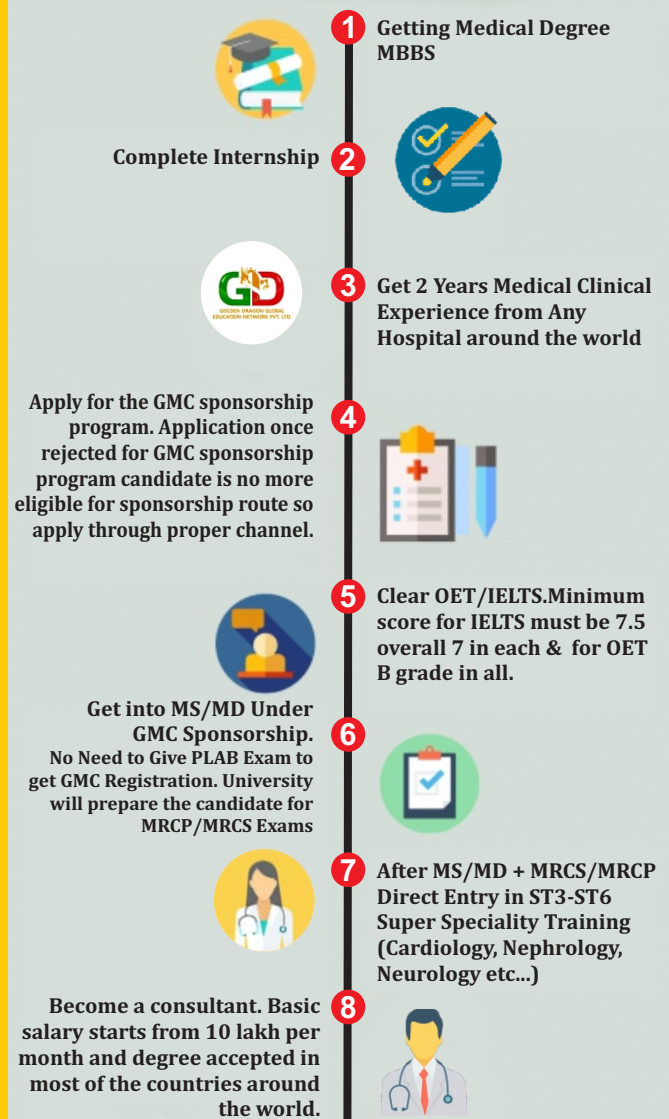 1
Getting Medical Degree
MBBS
Complete Internship
2
GD
GOLDEN DRAGON GLOBAL
EDUCATION NETWORK PVT. LTD.
3
Get 2 Years Medical Clinical
Experience from Any
Hospital around the world
Apply for the GMC sponsorship
program. Application once
rejected for GMC sponsorship
program candidate is no more
eligible for sponsorship route so
apply through proper channel.
4
5
Clear OET/IELTS.Minimum
score for IELTS must be 7.5
overall 7 in each & for OET
B grade in all.
Get into MS/MD Under
GMC Sponsorship.
No Need to Give PLAB Exam to
get GMC Registration. University
will prepare the candidate for
MRCP/MRCS Exams
6
7
After MS/MD + MRCS/MRCP
Direct Entry in ST3-ST6
Super Speciality Training
(Cardiology, Nephrology,
Neurology etc...)
Become a consultant. Basic
salary starts from 10 lakh per
month and degree accepted in
most of the countries around
the world.
8